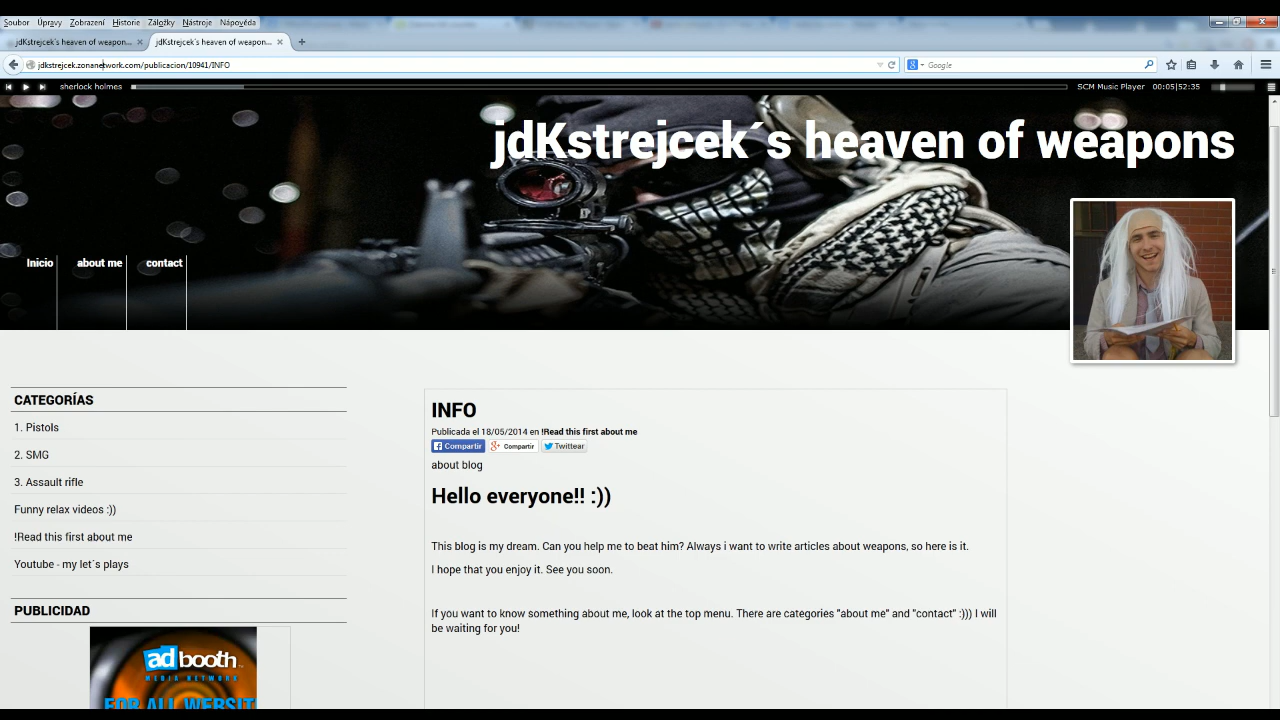 Soubor Úpravy Zobrazení Historie Záložky Nástroje Nápověda
jdKstrejcek´s heaven of weapon... × jdKstrejcek´s heaven of weapon... × +
jdkstrejcek.zonanetwork.com/publicacion/10941/INFO
Google
sherlock holmes
SCM Music Player 00:05|52:35
jdKstrejcek´s heaven of weapons
Inicio
about me
contact
CATEGORÍAS
1. Pistols
2. SMG
3. Assault rifle
Funny relax videos :))
!Read this first about me
Youtube - my let´s plays
PUBLICIDAD
ad booth™
MEDIA NETWORK
FOR ALL WEBSIT
INFO
Publicada el 18/05/2014 en !Read this first about me
Compartir Compartir Twittear
about blog
Hello everyone!! :))
This blog is my dream. Can you help me to beat him? Always i want to write articles about weapons, so here is it.
I hope that you enjoy it. See you soon.
If you want to know something about me, look at the top menu. There are categories "about me" and "contact" :))) I will
be waiting for you!